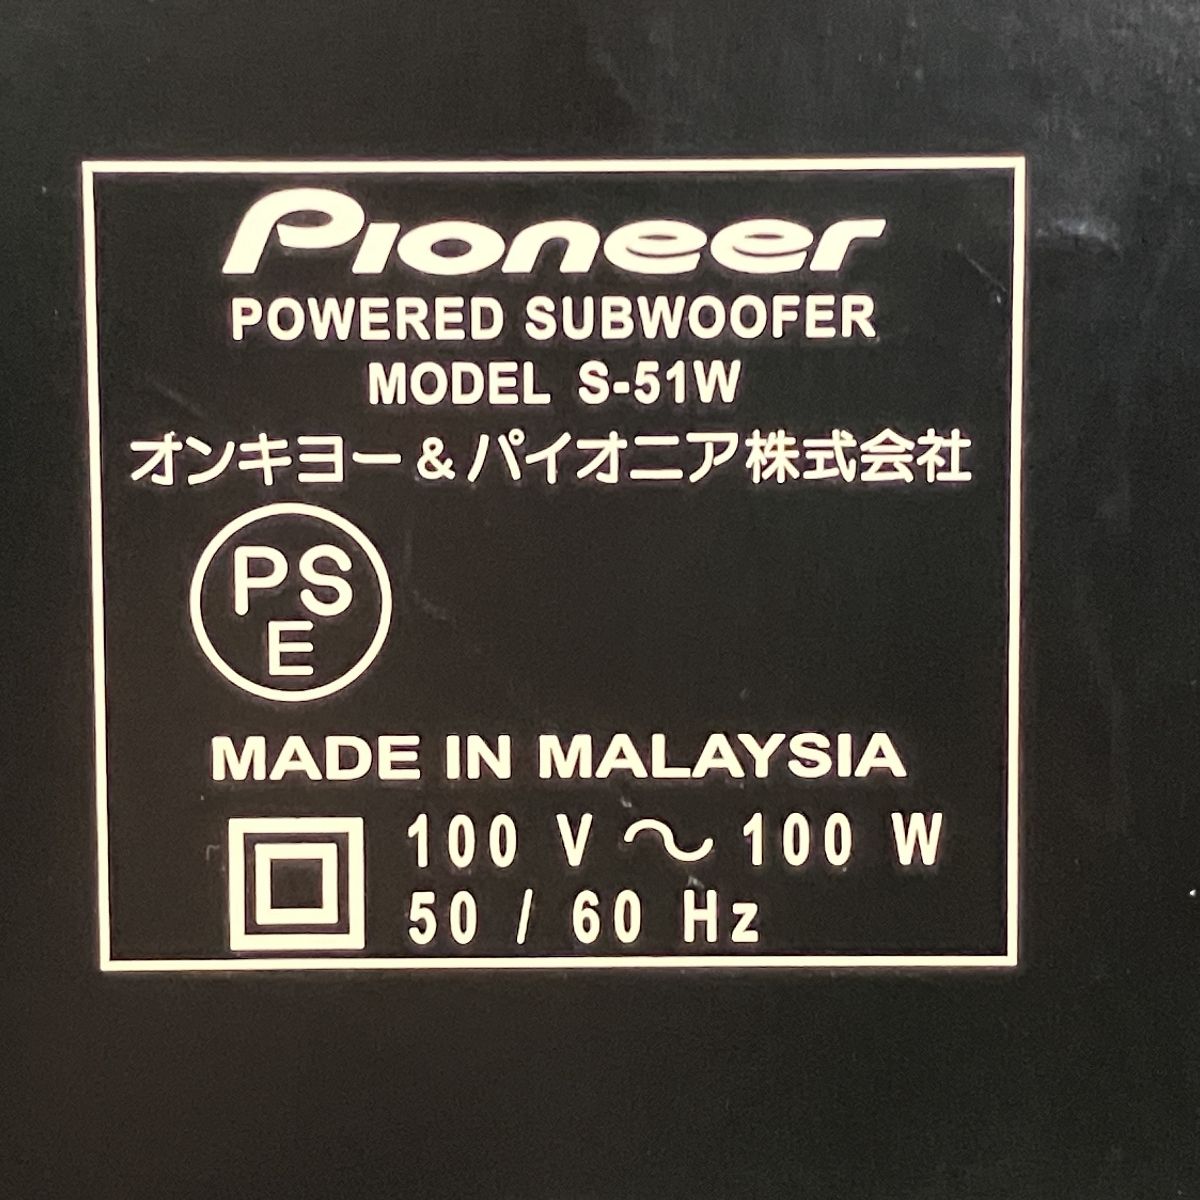 Pioneer
POWERED SUBWOOFER
MODEL S-51W
オンキヨー&パイオニア株式会社
PS
E
MADE IN MALAYSIA
100 V ~ 100 W
50 / 60 Hz